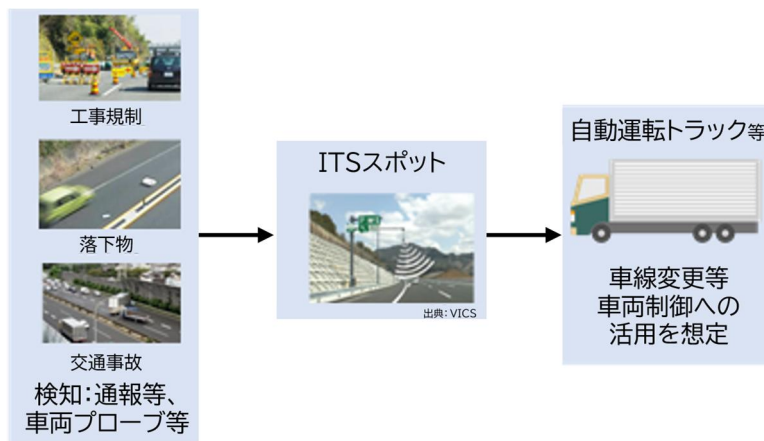 工事規制
落下物
交通事故
検知：通報等、
車両プローブ等
ITSスポット
出典：VICS
自動運転トラック等
車線変更等
車両制御への
活用を想定